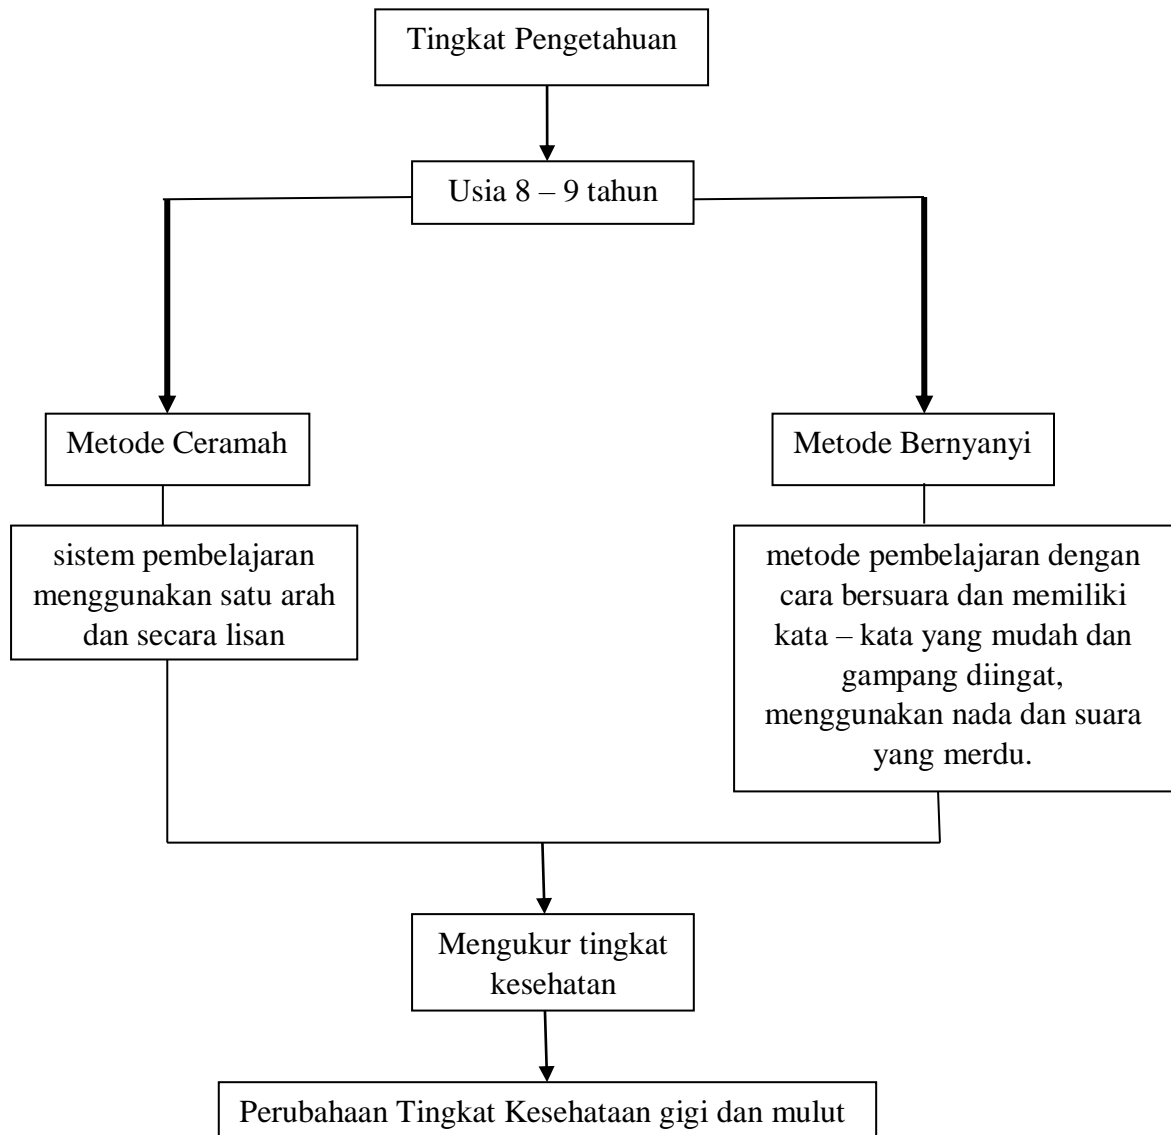 Tingkat Pengetahuan
Usia 8 – 9 tahun
Metode Ceramah
Metode Bernyanyi
sistem pembelajaran
menggunakan satu arah
dan secara lisan
metode pembelajaran dengan
cara bersuara dan memiliki
kata – kata yang mudah dan
gampang diingat,
menggunakan nada dan suara
yang merdu.
Mengukur tingkat
kesehatan
Perubahaan Tingkat Kesehataan gigi dan mulut